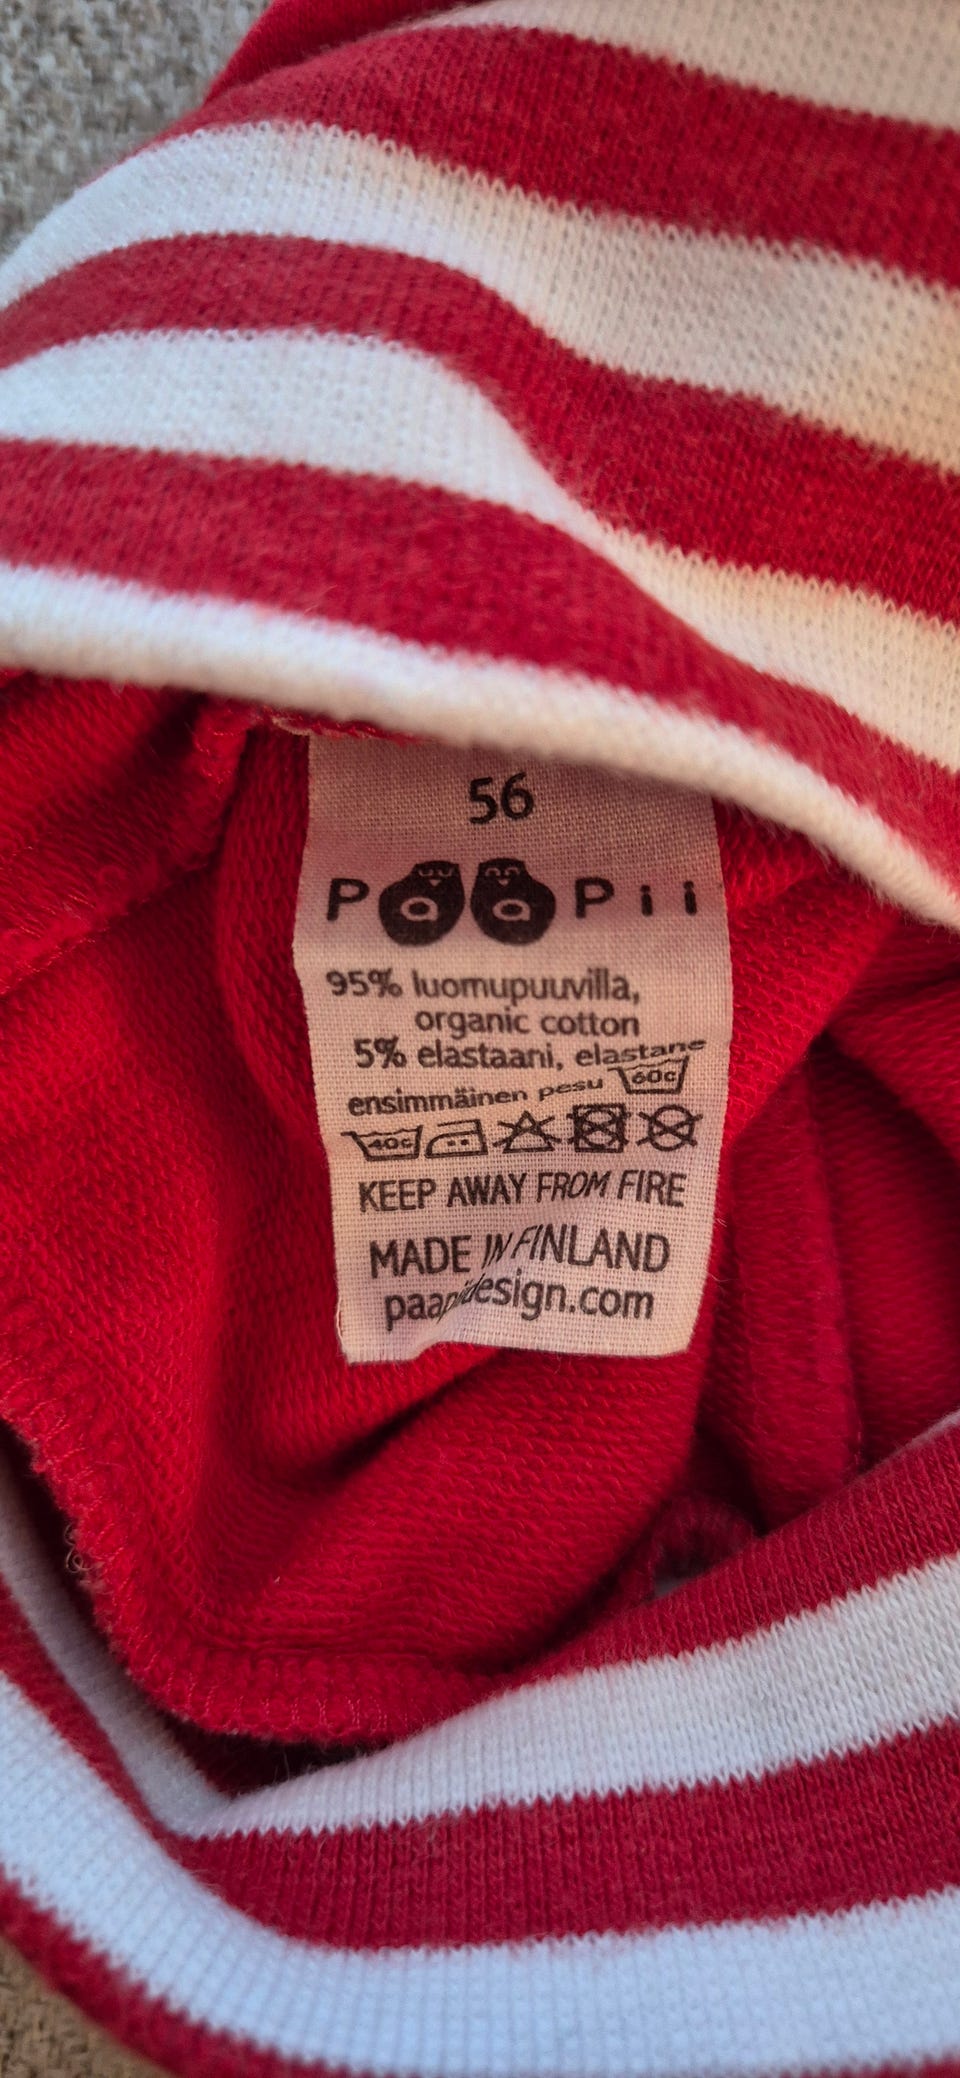 56
PaaPii
95% luomupuuvilla,
organic cotton
5% elastaani, elastane
ensimmäinen pesu 60c
40c
KEEP AWAY FROM FIRE
MADE IN FINLAND
paapiidesign.com